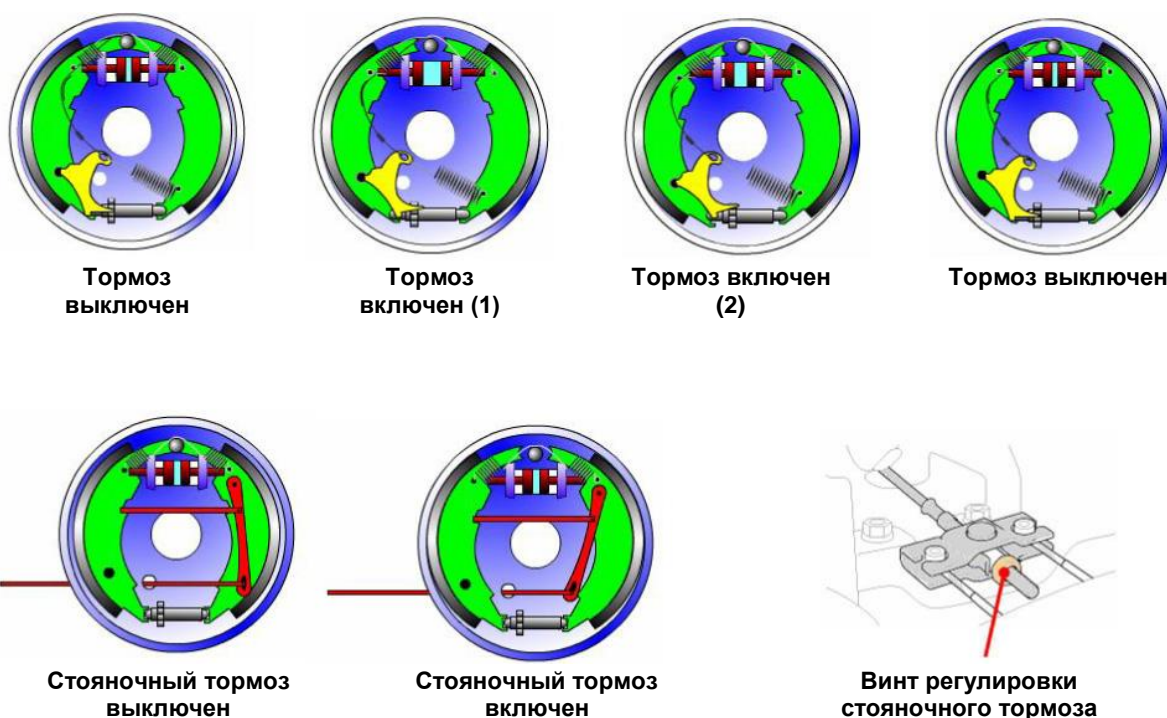 Тормоз
выключен
Тормоз
включен (1)
Тормоз включен
(2)
Тормоз выключен
Стояночный тормоз
выключен
Стояночный тормоз
включен
Винт регулировки
стояночного тормоза